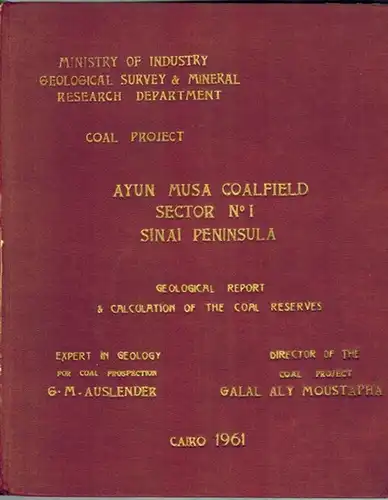 MINISTRY OF INDUSTRY
GEOLOGICAL SURVEY & MINERAL
RESEARCH DEPARTMENT
COAL PROJECT
AYUN MUSA COALFIELD
SECTOR Nº 1
SINAI PENINSULA
GEOLOGICAL REPORT
& CALCULATION OF THE COAL RESERVES
EXPERT IN GEOLOGY
FOR COAL PROSPECTION
G-M-AUSLENDER
DIRECTOR OF THE
COAL PROJECT
GALAL ALY MOUSTAPHA
CAIRO 1961